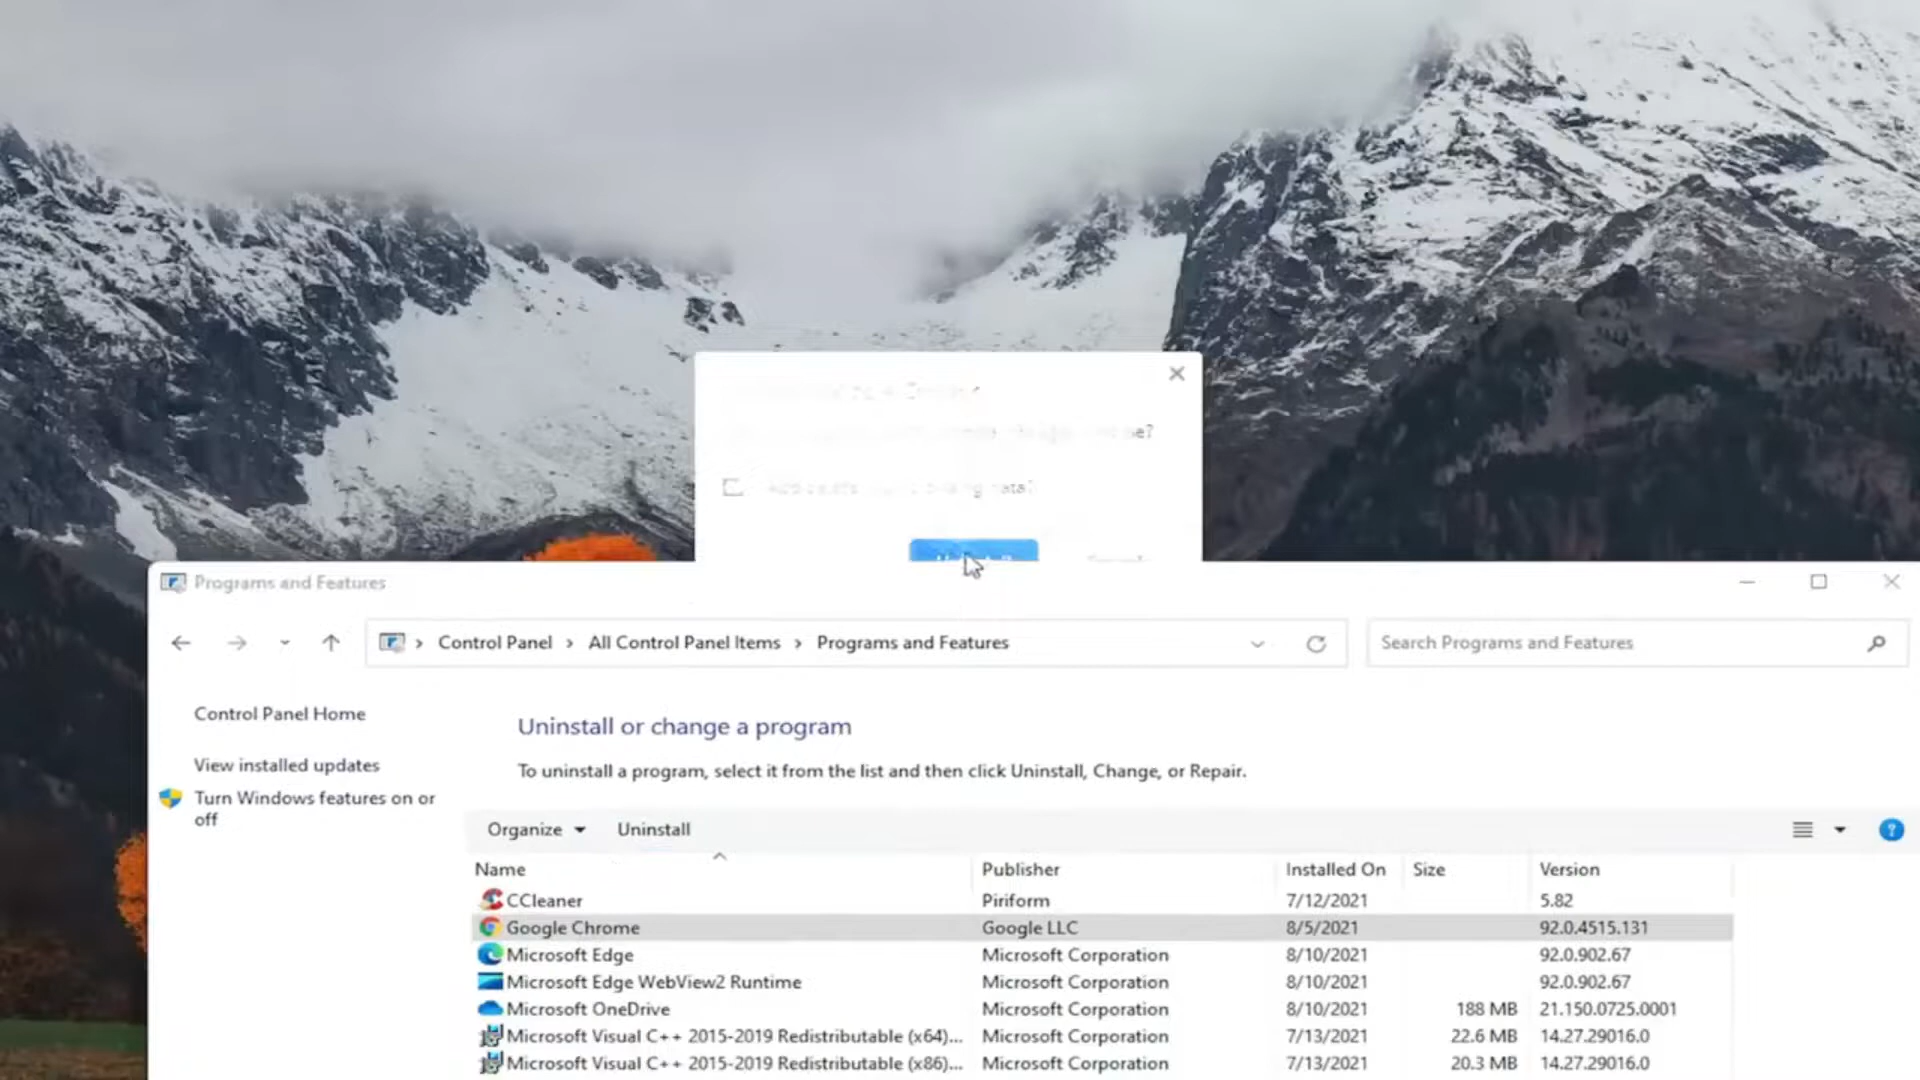 Programs and Features
Control Panel > All Control Panel Items > Programs and Features
Search Programs and Features
Control Panel Home
View installed updates
Turn Windows features on or
off
Uninstall or change a program
To uninstall a program, select it from the list and then click Uninstall, Change, or Repair.
Organize Uninstall
Name Publisher Installed On Size Version
CCleaner Piriform 7/12/2021 5.82
Google Chrome Google LLC 8/5/2021 92.0.4515.131
Microsoft Edge Microsoft Corporation 8/10/2021 92.0.902.67
Microsoft Edge WebView2 Runtime Microsoft Corporation 8/10/2021 92.0.902.67
Microsoft OneDrive Microsoft Corporation 8/10/2021 188 MB 21.150.0725.0001
Microsoft Visual C++ 2015-2019 Redistributable (x64)... Microsoft Corporation 7/13/2021 22.6 MB 14.27.29016.0
Microsoft Visual C++ 2015-2019 Redistributable (x86)... Microsoft Corporation 7/13/2021 20.3 MB 14.27.29016.0